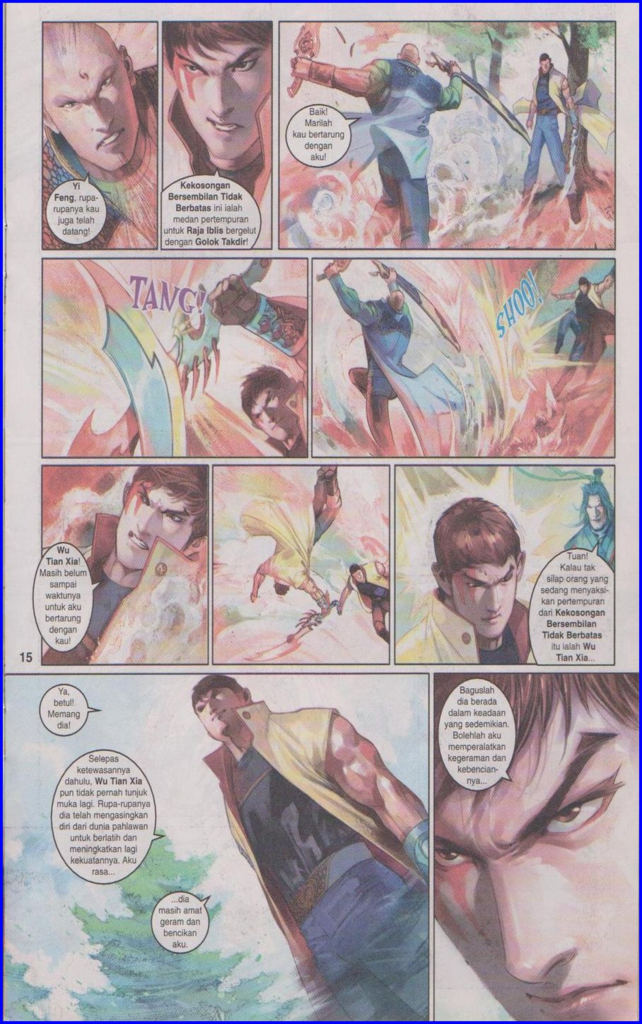 Yi
Feng, rupa-
rupanya kau
juga telah
datang!
Kekosongan
Bersembilan Tidak
Berbatas ini ialah
medan pertempuran
untuk Raja Iblis bergelut
dengan Golok Takdir!
Baik!
Marilah
kau bertarung
dengan
aku!
TANG!
SHOO!
Wu
Tian Xia!
Masih belum
sampai
waktunya
untuk aku
bertarung
dengan
kau!
Tuan!
Kalau tak
silap orang yang
sedang menyaksi-
kan pertempuran
dari Kekosongan
Bersembilan
Tidak Berbatas
itu ialah Wu
Tian Xia...
15
Ya,
betul!
Memang
dia!
Selepas
ketewasannya
dahulu, Wu Tian Xia
pun tidak pernah tunjuk
muka lagi. Rupa-rupanya
dia telah mengasingkan
diri dari dunia pahlawan
untuk berlatih dan
meningkatkan lagi
kekuatannya. Aku
rasa...
...dia
masih amat
geram dan
bencikan
aku.
Baguslah
dia berada
dalam keadaan
yang sedemikian.
Bolehlah aku
memperalatkan
kegeraman dan
kebencian-
nya...